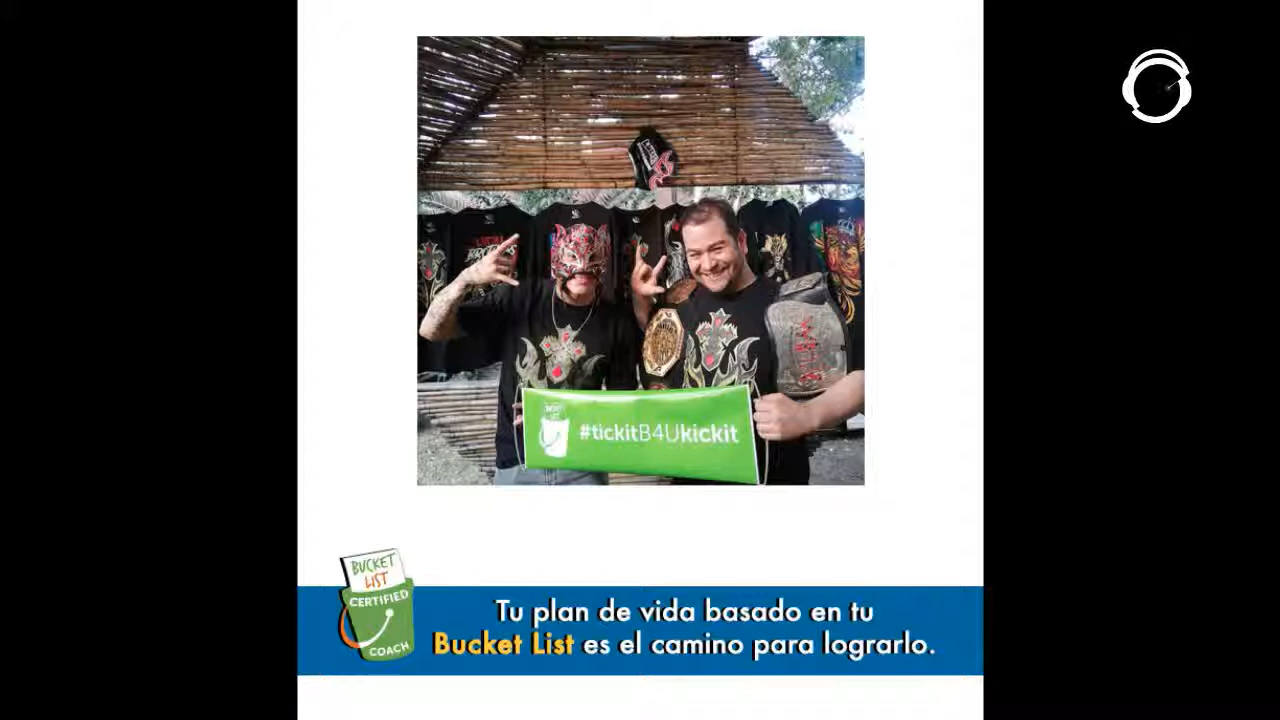 #tickitB4Ukickit
BUCKET
LIST
CERTIFIED
COACH
Tu plan de vida basado en tu
Bucket List es el camino para lograrlo.